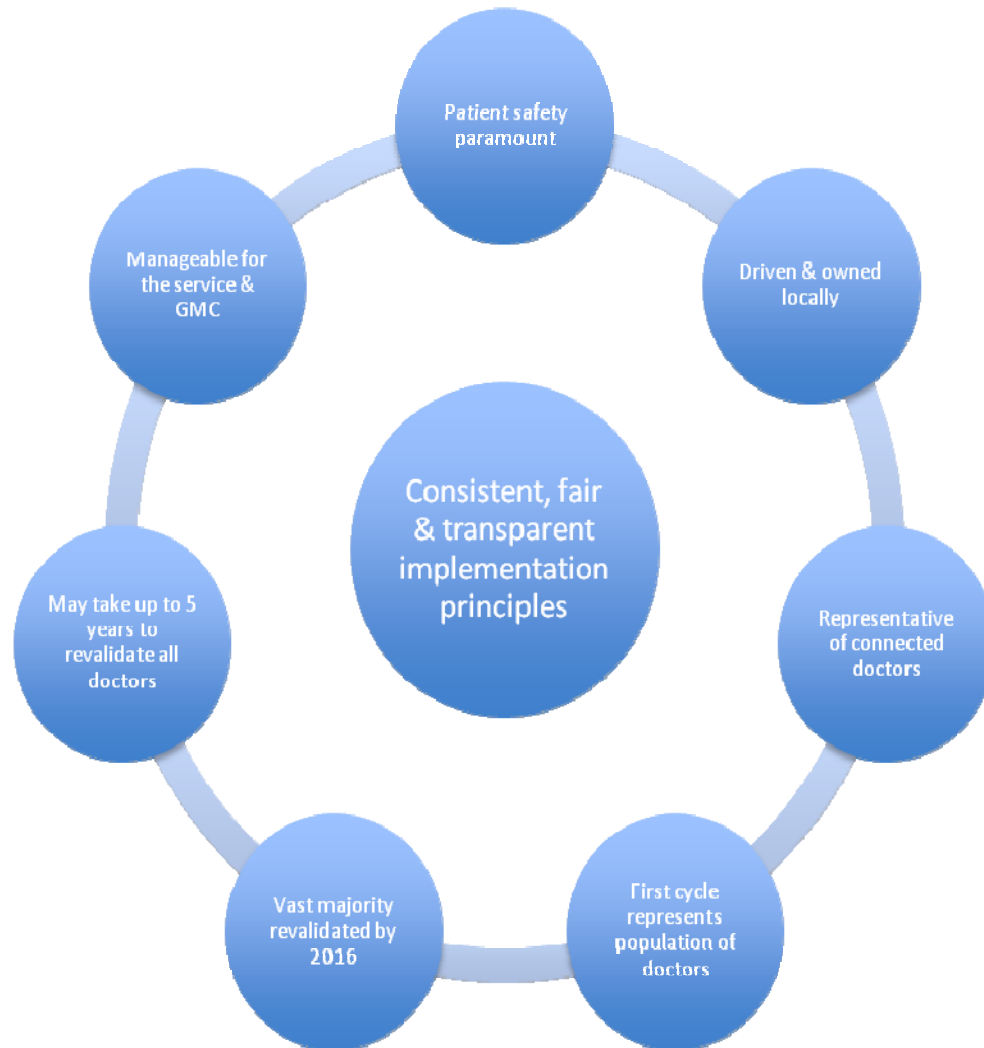 Patient safety
paramount
Driven & owned
locally
Representative
of connected
doctors
First cycle
represents
population of
doctors
Vast majority
revalidated by
2016
May take up to 5
years to
revalidate all
doctors
Manageable for
the service &
GMC
Consistent, fair
& transparent
implementation
principles